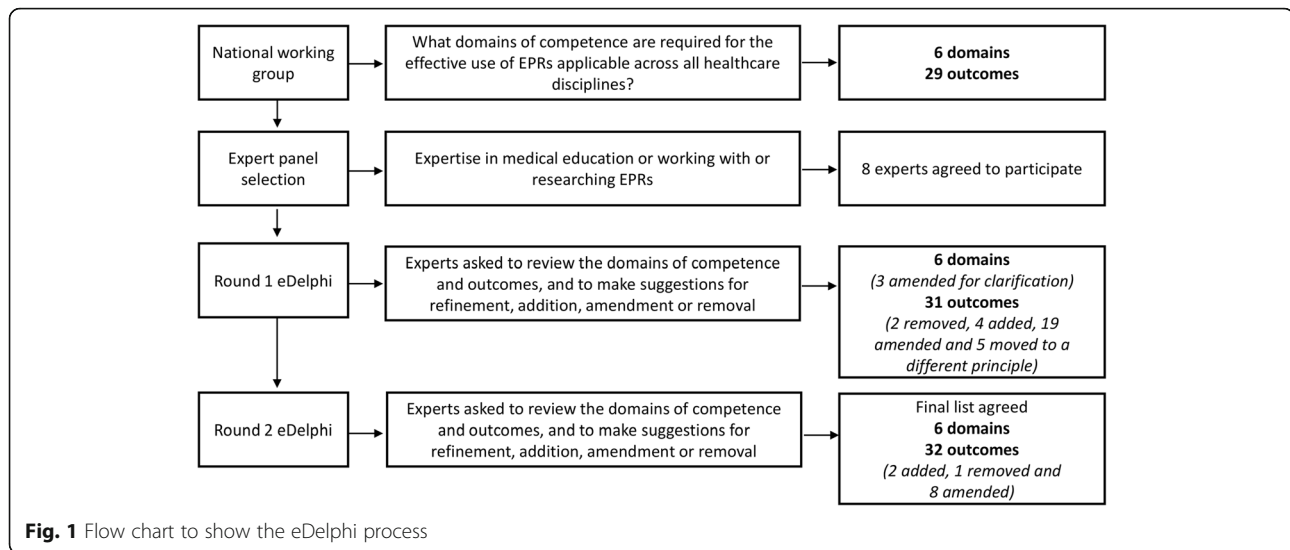 National working
group
What domains of competence are required for the
effective use of EPRs applicable across all healthcare
disciplines?
6 domains
29 outcomes
Expert panel
selection
Expertise in medical education or working with or
researching EPRs
8 experts agreed to participate
Round 1 eDelphi
Experts asked to review the domains of competence
and outcomes, and to make suggestions for
refinement, addition, amendment or removal
6 domains
(3 amended for clarification)
31 outcomes
(2 removed, 4 added, 19
amended and 5 moved to a
different principle)
Round 2 eDelphi
Experts asked to review the domains of competence
and outcomes, and to make suggestions for
refinement, addition, amendment or removal
Final list agreed
6 domains
32 outcomes
(2 added, 1 removed and
8 amended)
Fig. 1 Flow chart to show the eDelphi process